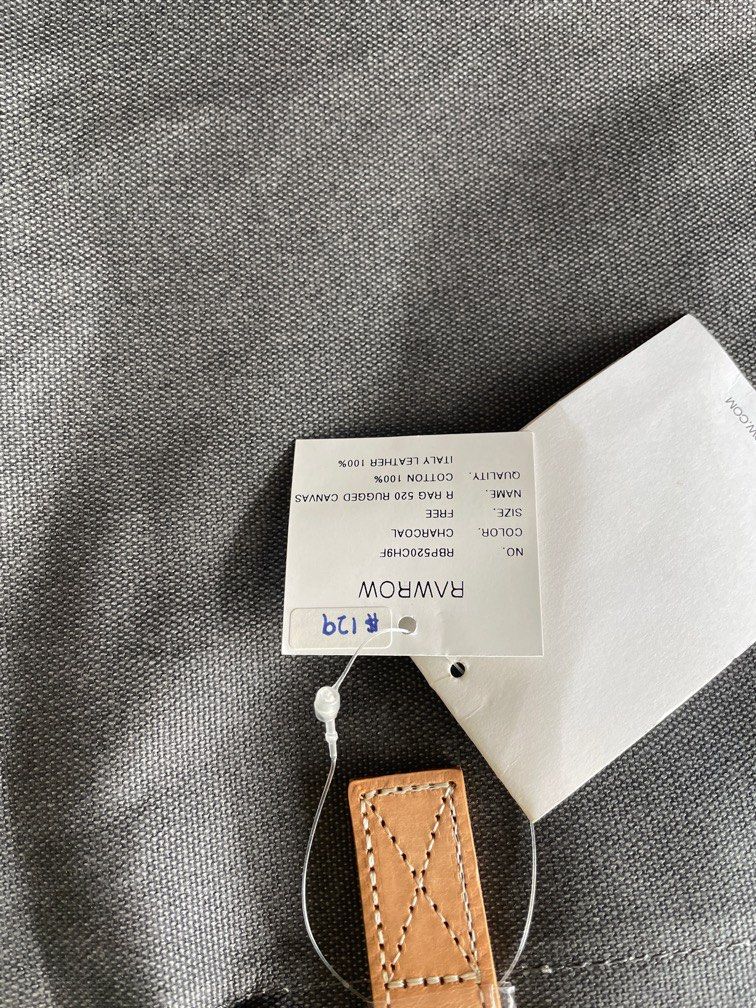 $129
RAWROW
NO. RBP520CH9F
COLOR. CHARCOAL
SIZE. FREE
NAME. R RAG 520 RUGGED CANVAS
QUALITY. COTTON 100%
ITALY LEATHER 100%
W.COM